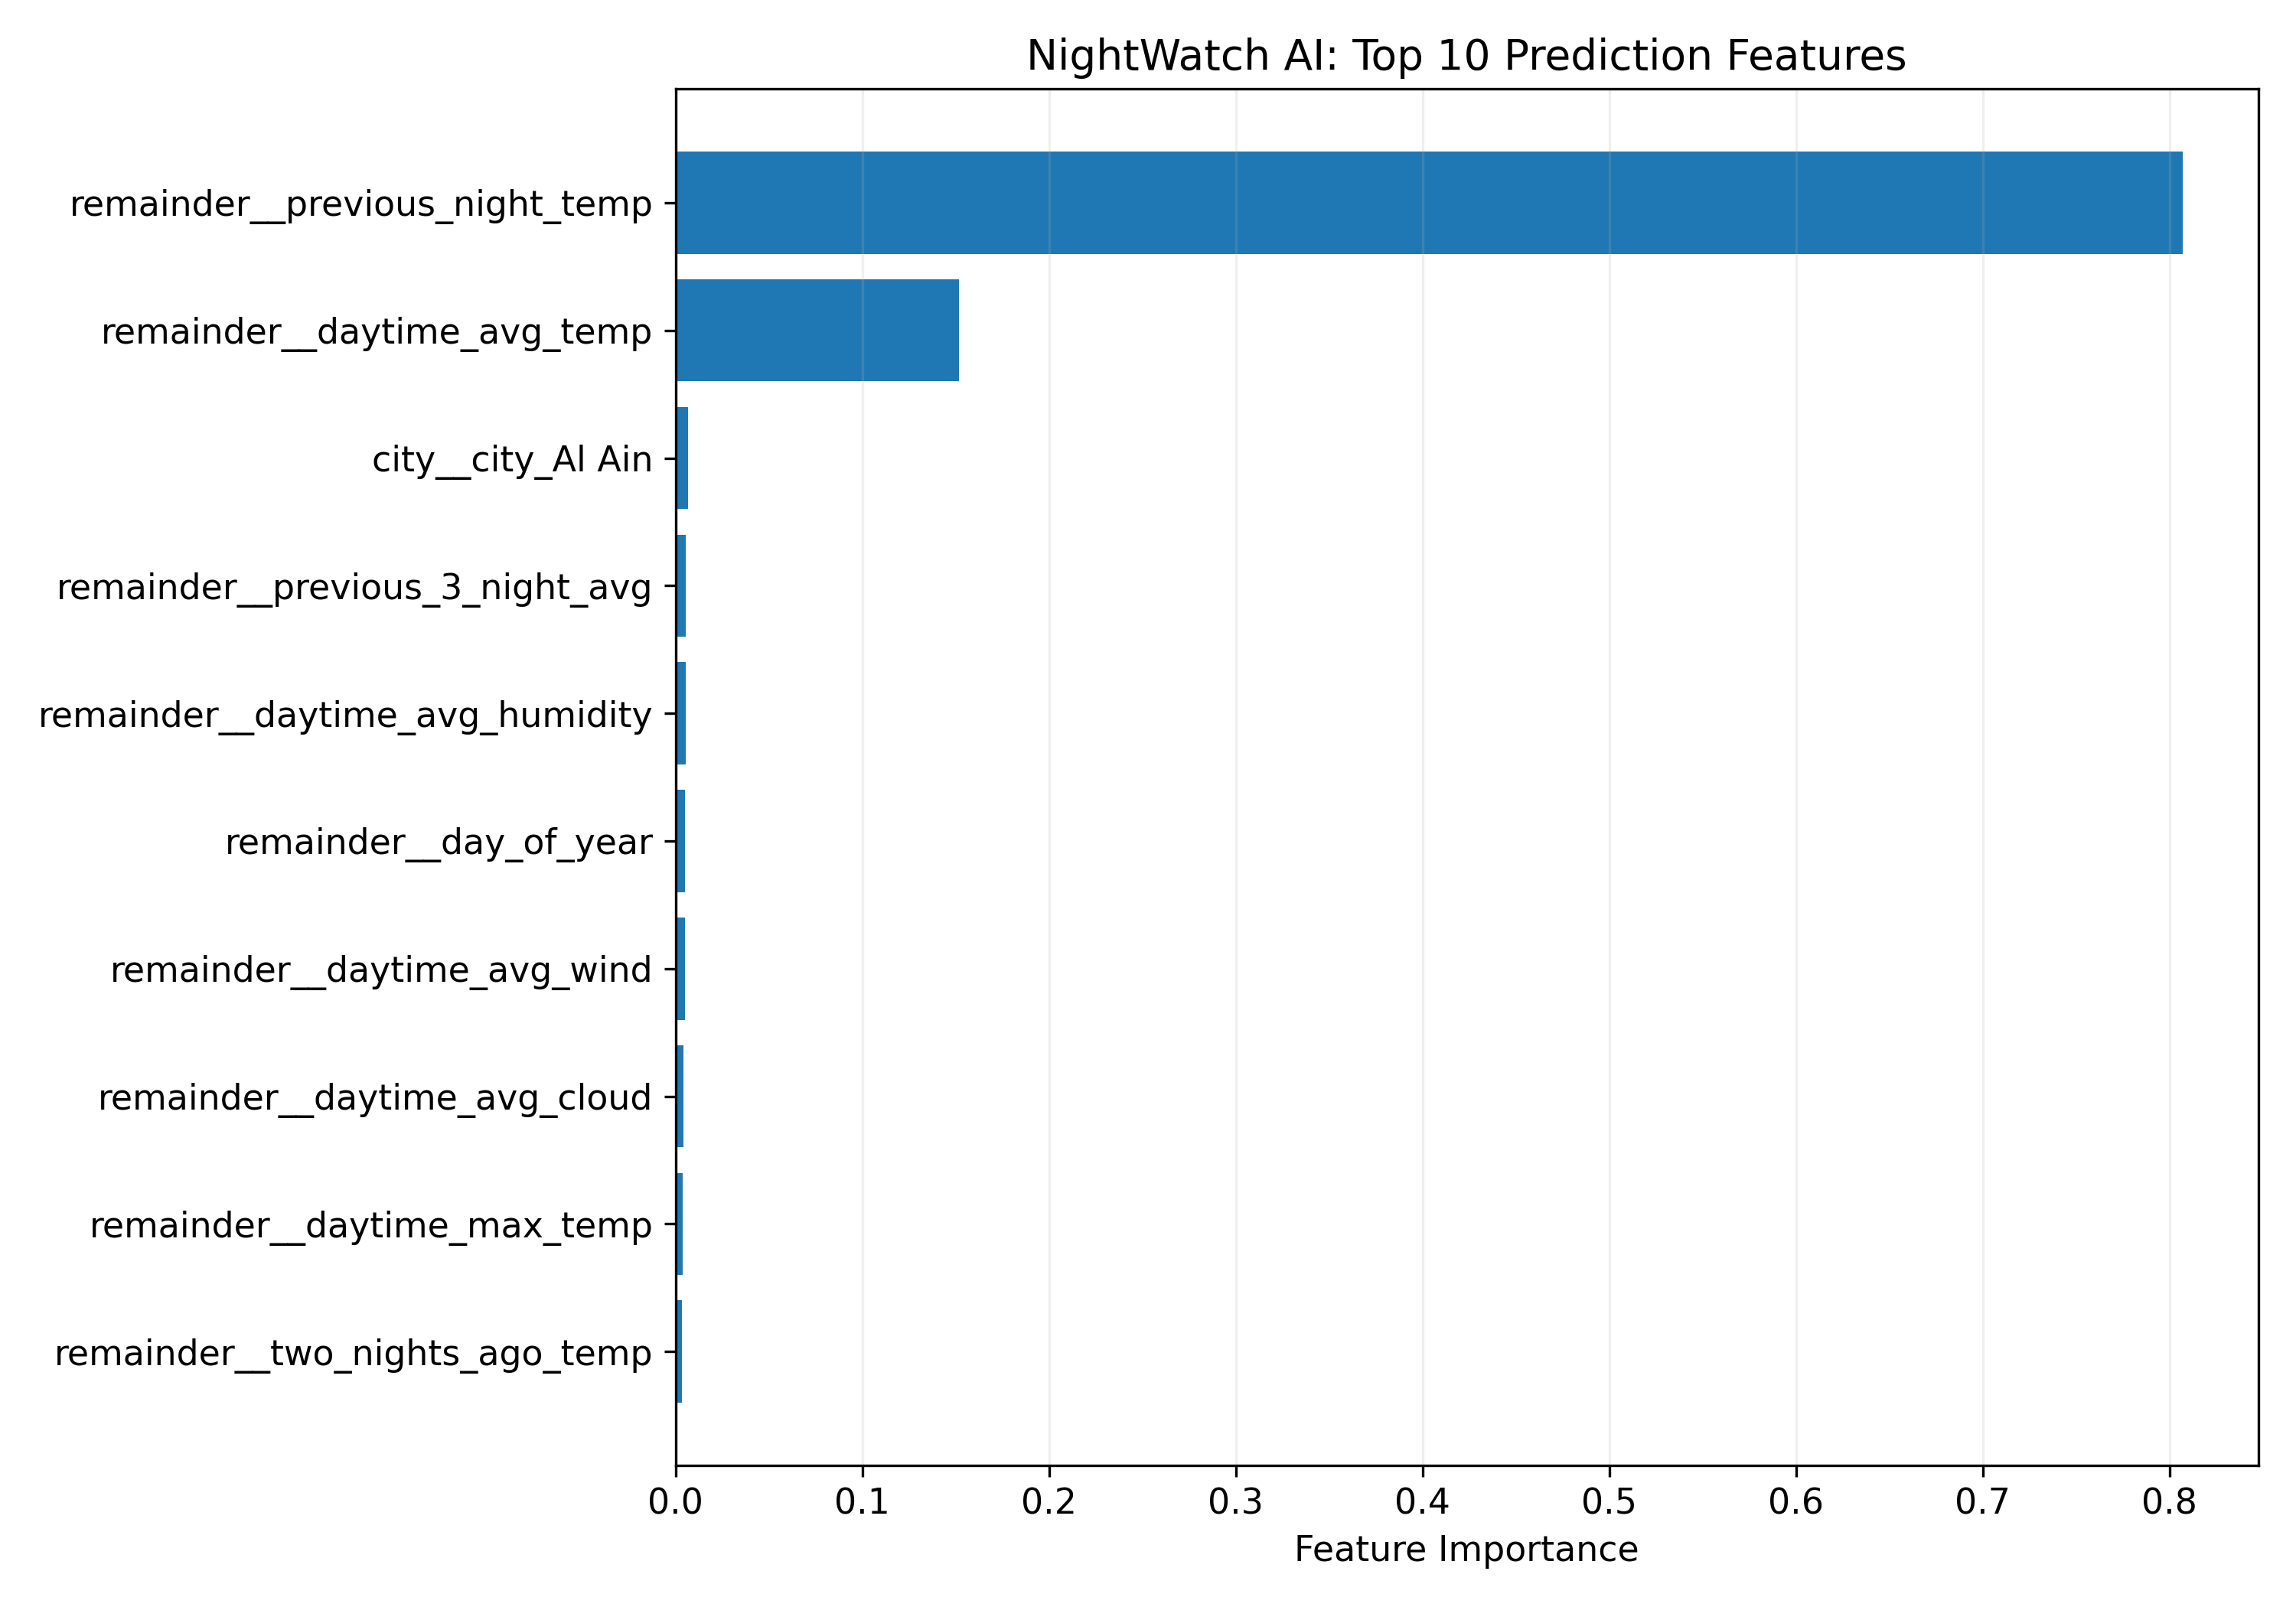 NightWatch AI: Top 10 Prediction Features
remainder__previous_night_temp
remainder__daytime_avg_temp
city__city_Al Ain
remainder__previous_3_night_avg
remainder__daytime_avg_humidity
remainder__day_of_year
remainder__daytime_avg_wind
remainder__daytime_avg_cloud
remainder__daytime_max_temp
remainder__two_nights_ago_temp
0.0 0.1 0.2 0.3 0.4 0.5 0.6 0.7 0.8
Feature Importance